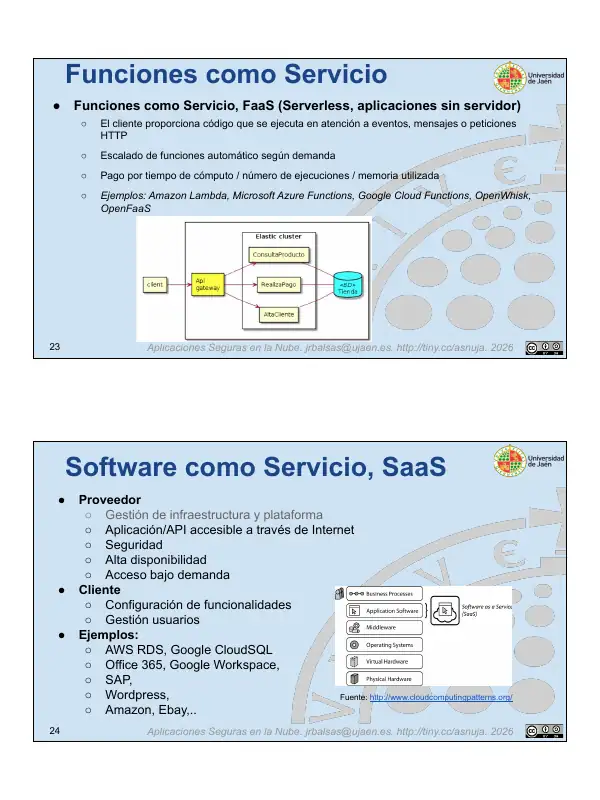 Funciones como Servicio
Universidad
de Jaén
● Funciones como Servicio, FaaS (Serverless, aplicaciones sin servidor)
○ El cliente proporciona código que se ejecuta en atención a eventos, mensajes o peticiones
HTTP
○ Escalado de funciones automático según demanda
○ Pago por tiempo de cómputo / número de ejecuciones / memoria utilizada
○ Ejemplos: Amazon Lambda, Microsoft Azure Functions, Google Cloud Functions, OpenWhisk,
OpenFaaS
Elastic cluster
ConsultaProducto
client
Api
gateway
RealizaPago
«BD»
Tienda
AltaCliente
23
Aplicaciones Seguras en la Nube. jrbalsas@ujaen.es. http://tiny.cc/asnuja. 2026
Software como Servicio, SaaS
Universidad
de Jaén
● Proveedor
○ Gestión de infraestructura y plataforma
○ Aplicación/API accesible a través de Internet
○ Seguridad
○ Alta disponibilidad
○ Acceso bajo demanda
● Cliente
○ Configuración de funcionalidades
○ Gestión usuarios
● Ejemplos:
○ AWS RDS, Google CloudSQL
○ Office 365, Google Workspace,
○ SAP,
○ Wordpress,
○ Amazon, Ebay,..
Business Processes
Application Software
Software as a Servic
(SaaS)
Middleware
Operating Systems
Virtual Hardware
Physical Hardware
Fuente: http://www.cloudcomputingpatterns.org/
24
Aplicaciones Seguras en la Nube. jrbalsas@ujaen.es. http://tiny.cc/asnuja. 2026